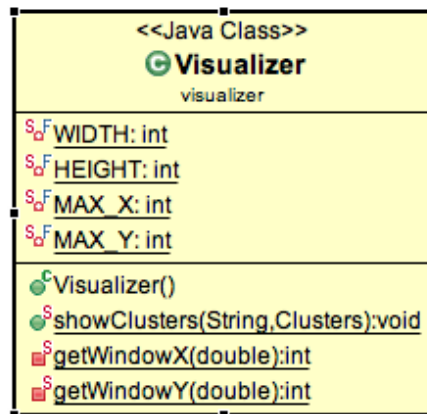 <<Java Class>>
C Visualizer
visualizer
S F WIDTH: int
S F HEIGHT: int
S F MAX_X: int
S F MAX_Y: int
C Visualizer()
S showClusters(String,Clusters):void
S getWindowX(double):int
S getWindowY(double):int